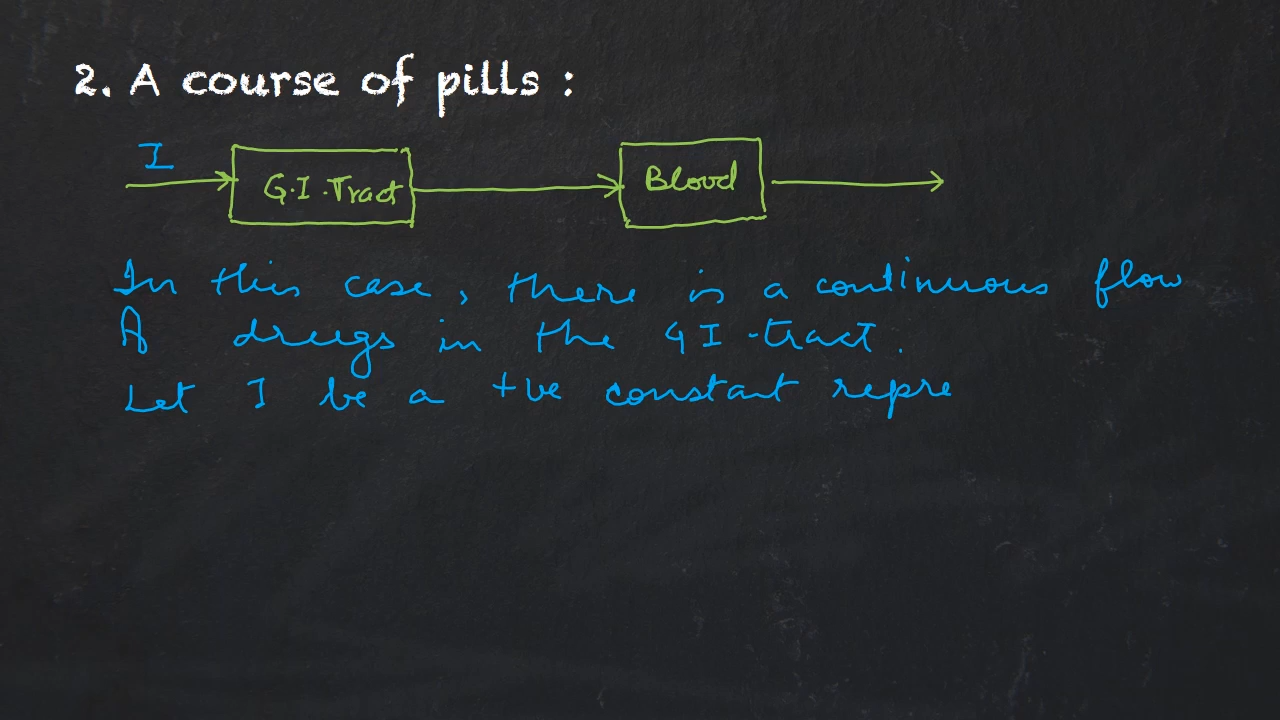 2. A course of pills :
I
G.I.Tract
Blood
In this case, there is a continuous flow
of drugs in the GI-tract.
Let I be a +ve constant repre